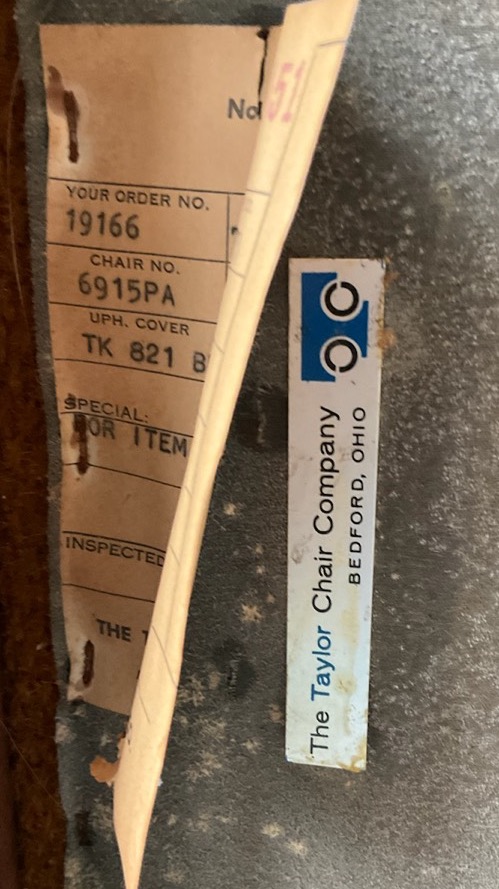 No
51
YOUR ORDER NO.
19166
CHAIR NO.
6915PA
UPH. COVER
TK 821 B
SPECIAL:
FOR ITEM
INSPECTED
THE
The Taylor Chair Company
BEDFORD, OHIO